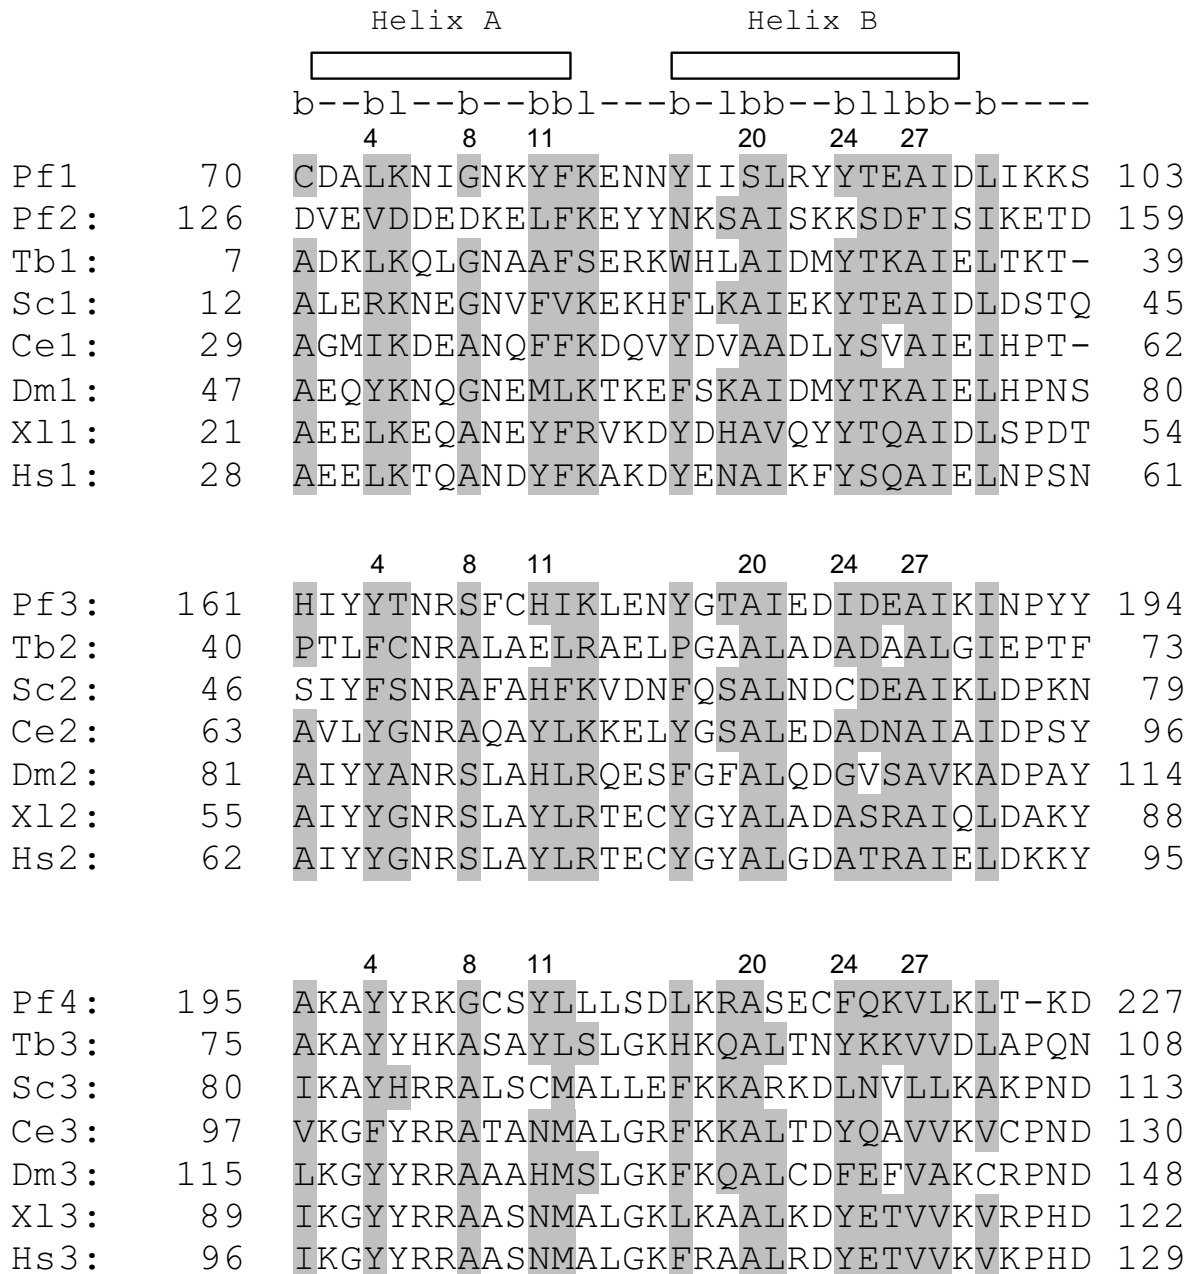 Helix A Helix B
b--bl--b--bbl---b-lbb--bllbb-b----
4 8 11 20 24 27
Pf1 70 CDALKNIGNKYFKENNYIISLRYYTEAIDLIKKS 103
Pf2: 126 DVEVDDEDKELFKEYYNKSAISKKSDFISIKETD 159
Tb1: 7 ADKLKQLGNAAFSERKWHLAIDMYTKAIELTKT- 39
Sc1: 12 ALERKNEGNVFVKEKHFLKAIEKYTEAIDLDSTQ 45
Ce1: 29 AGMIKDEANQFFKDQVYDVAADLYSVAIEIHPT- 62
Dm1: 47 AEQYKNQGNEMLKTKEFSKAIDMYTKAIELHPNS 80
Xl1: 21 AEELKEQANEYFRVKDYDHAVQYYTQAIDLSPDT 54
Hs1: 28 AEELKTQANDYFKAKDYENAIKFYSQAIELNPSN 61
4 8 11 20 24 27
Pf3: 161 HIYYTNRSFCHIKLENYGTAIEDIDEAIKINPYY 194
Tb2: 40 PTLFCNRALAELRAELPGAALADADAALGIEPTF 73
Sc2: 46 SIYFSNRAFAHFKVDNFQSALNDCDEAIKLDPKN 79
Ce2: 63 AVLYGNRAQAYLKKELYGSALEDADNAIAIDPSY 96
Dm2: 81 AIYYANRSLAHLRQESFGFALQDGVSAVKADPAY 114
Xl2: 55 AIYYGNRSLAYLRTECYGYALADASRAIQLDAKY 88
Hs2: 62 AIYYGNRSLAYLRTECYGYALGDATRAIELDKKY 95
4 8 11 20 24 27
Pf4: 195 AKAYYRKGCSYLLLSDLKRASECFQKVLKLT-KD 227
Tb3: 75 AKAYYHKASAYLSLGKHKQALTNYKKVVDLAPQN 108
Sc3: 80 IKAYHRRALSCMALLEFKKARKDLNVLLKAKPND 113
Ce3: 97 VKGFYRRATANMALGRFKKALTDYQAVVKVCPND 130
Dm3: 115 LKGYYRRAAAHMSLGKFKQALCDFEFVAKCRPND 148
Xl3: 89 IKGYYRRAASNMALGKLKAALKDYETVVKVRPHD 122
Hs3: 96 IKGYYRRAASNMALGKFRAALRDYETVVKVKPHD 129